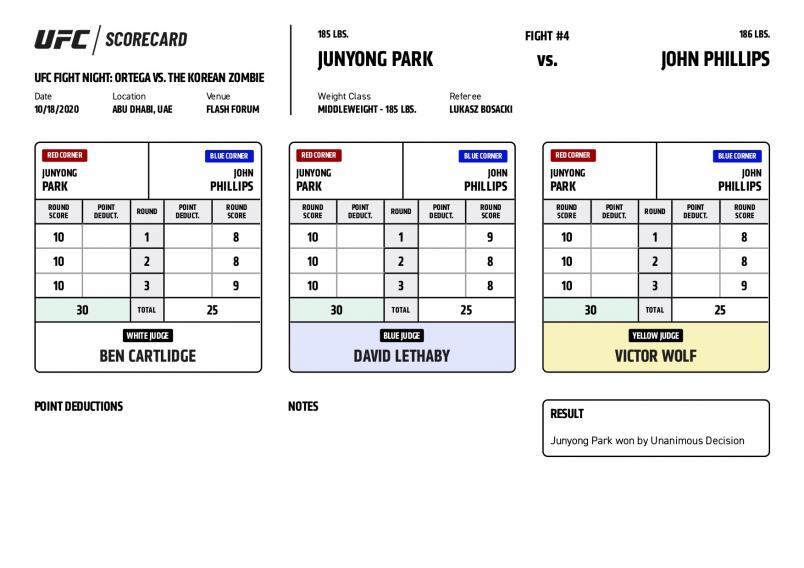 UFC SCORECARD
UFC FIGHT NIGHT: ORTEGA VS. THE KOREAN ZOMBIE
Date Location Venue
10/18/2020 ABU DHABI, UAE FLASH FORUM
185 LBS. FIGHT #4 186 LBS.
JUNYONG PARK VS. JOHN PHILLIPS
Weight Class Referee
MIDDLEWEIGHT - 185 LBS. LUKASZ BOSACKI
RED CORNER BLUE CORNER
JUNYONG JOHN
PARK PHILLIPS
ROUND SCORE POINT DEDUCT. ROUND POINT DEDUCT. ROUND SCORE
10 1 8
10 2 8
10 3 9
30 TOTAL 25
WHITE JUDGE
BEN CARTLIDGE
RED CORNER BLUE CORNER
JUNYONG JOHN
PARK PHILLIPS
ROUND SCORE POINT DEDUCT. ROUND POINT DEDUCT. ROUND SCORE
10 1 9
10 2 8
10 3 8
30 TOTAL 25
BLUE JUDGE
DAVID LETHABY
RED CORNER BLUE CORNER
JUNYONG JOHN
PARK PHILLIPS
ROUND SCORE POINT DEDUCT. ROUND POINT DEDUCT. ROUND SCORE
10 1 8
10 2 8
10 3 8
30 TOTAL 25
YELLOW JUDGE
VICTOR WOLF
POINT DEDUCTIONS
NOTES
RESULT
Junyong Park won by Unanimous Decision